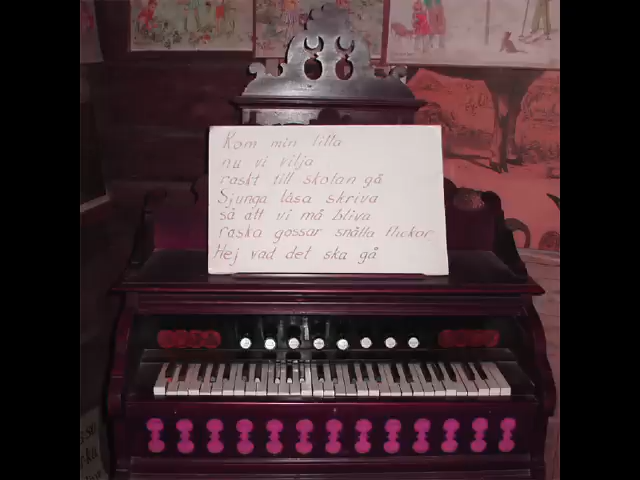 Kom min lilla
nu vi vilja
raskt till skolan gå
Sjunga läsa skriva
så att vi må bliva
raska gossar snälla flickor
Hej vad det ska gå